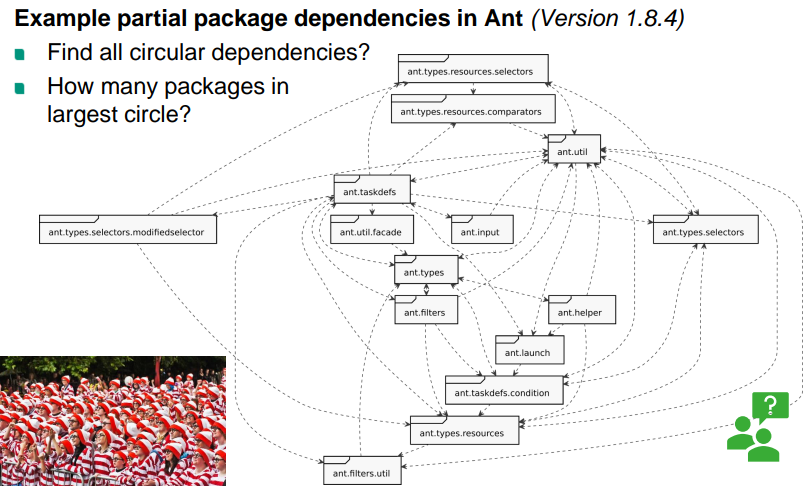 Example partial package dependencies in Ant (Version 1.8.4)
Find all circular dependencies?
How many packages in
largest circle?
ant.types.resources.selectors
ant.types.resources.comparators
ant.util
ant.taskdefs
ant.types.selectors.modifiedselector
ant.util.facade
ant.input
ant.types.selectors
ant.types
ant.filters
ant.helper
ant.launch
ant.taskdefs.condition
ant.types.resources
ant.filters.util
?